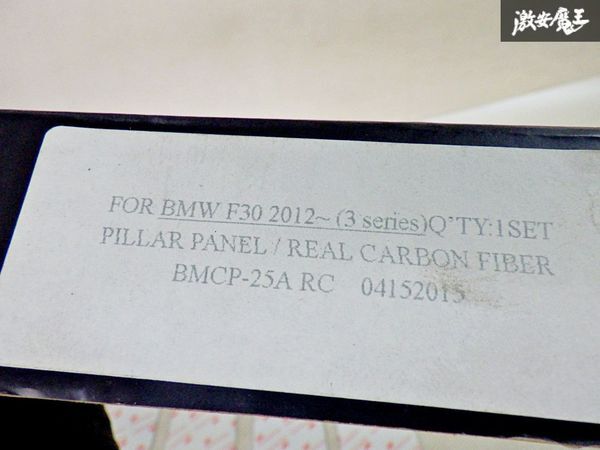 激安魔王
FOR BMW F30 2012~ (3 series)Q'TY:1SET
PILLAR PANEL / REAL CARBON FIBER
BMCP-25A RC 04152015